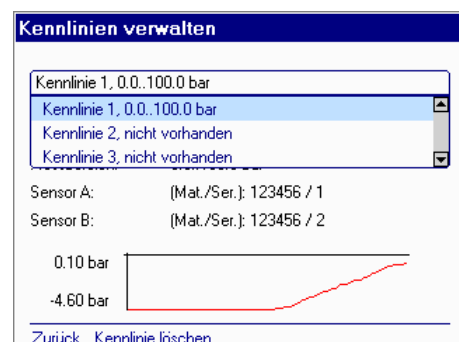 Kennlinien verwalten
Kennlinie 1, 0.0..100.0 bar
Kennlinie 1, 0.0..100.0 bar
Kennlinie 2, nicht vorhanden
Kennlinie 3, nicht vorhanden
Sensor A: (Mat./Ser.): 123456 / 1
Sensor B: (Mat./Ser.): 123456 / 2
0.10 bar
-4.60 bar
Zurück Kennlinie löschen